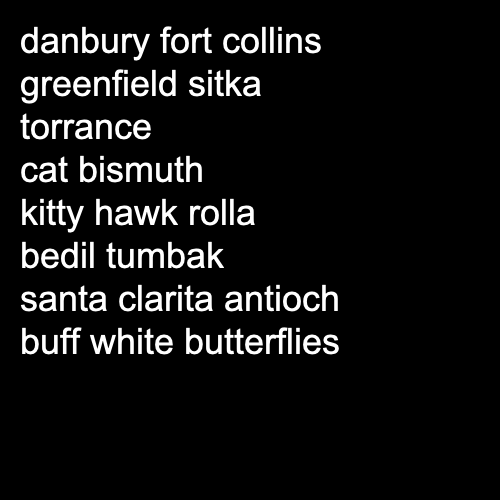 danbury fort collins
greenfield sitka
torrance
cat bismuth
kitty hawk rolla
bedil tumbak
santa clarita antioch
buff white butterflies